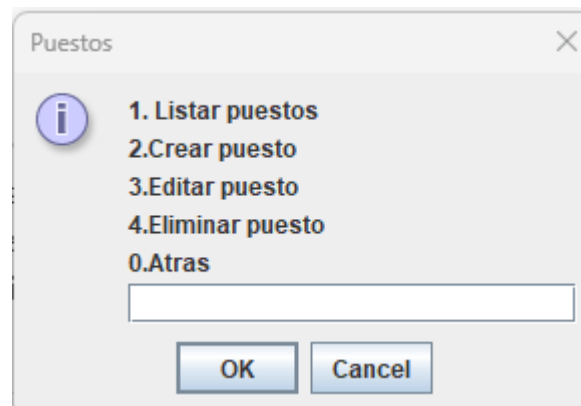 Puestos
1. Listar puestos
2.Crear puesto
3.Editar puesto
4.Eliminar puesto
0.Atras
OK
Cancel